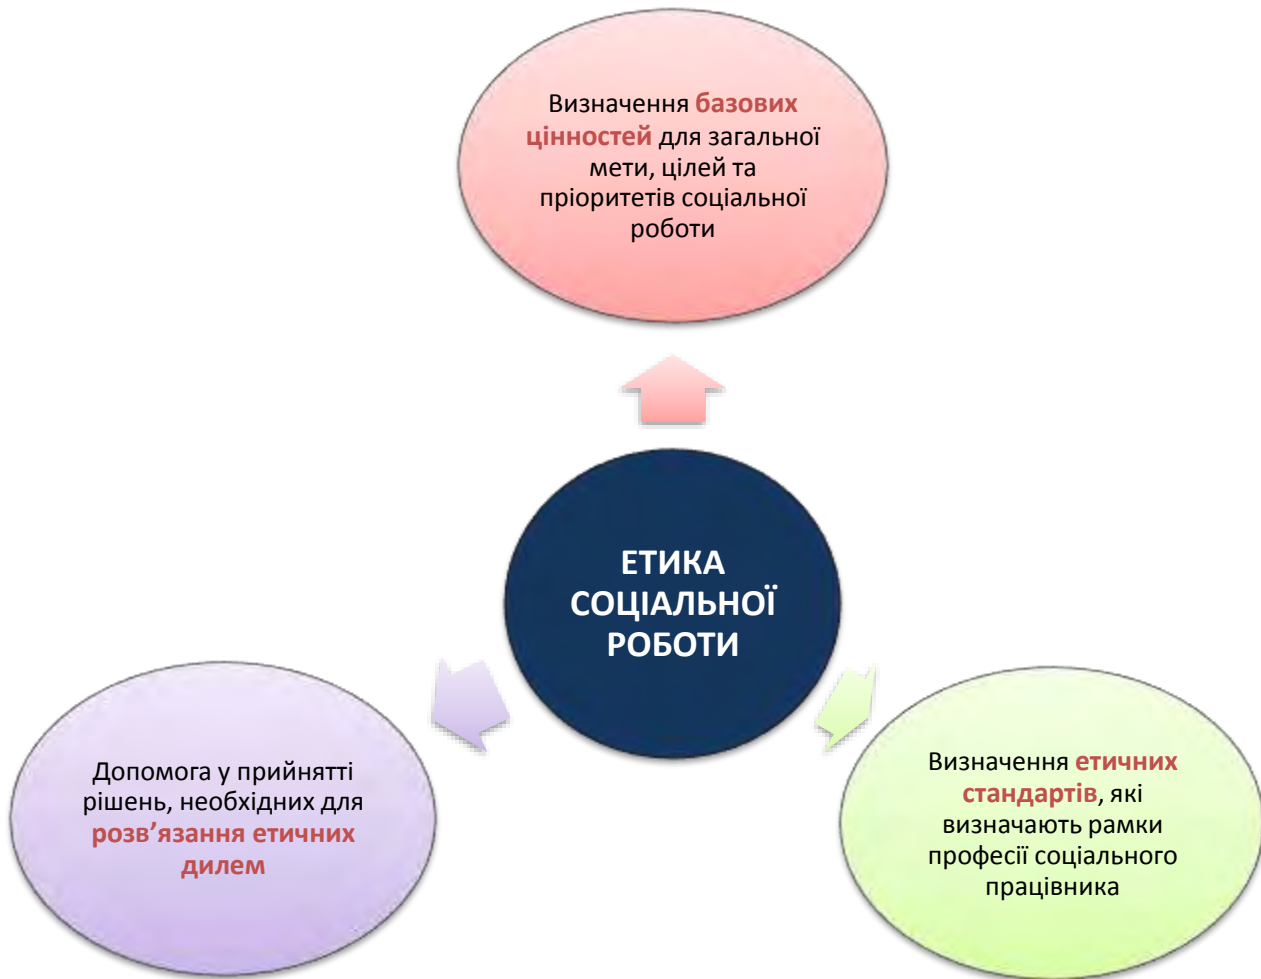 Визначення базових
цінностей для загальної
мети, цілей та
пріоритетів соціальної
роботи
ЕТИКА
СОЦІАЛЬНОЇ
РОБОТИ
Допомога у прийнятті
рішень, необхідних для
розв’язання етичних
дилем
Визначення етичних
стандартів, які
визначають рамки
професії соціального
працівника